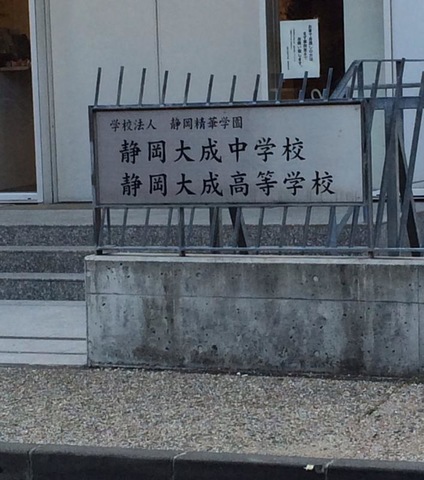 学校法人　静岡精華学園
静岡大成中学校
静岡大成高等学校